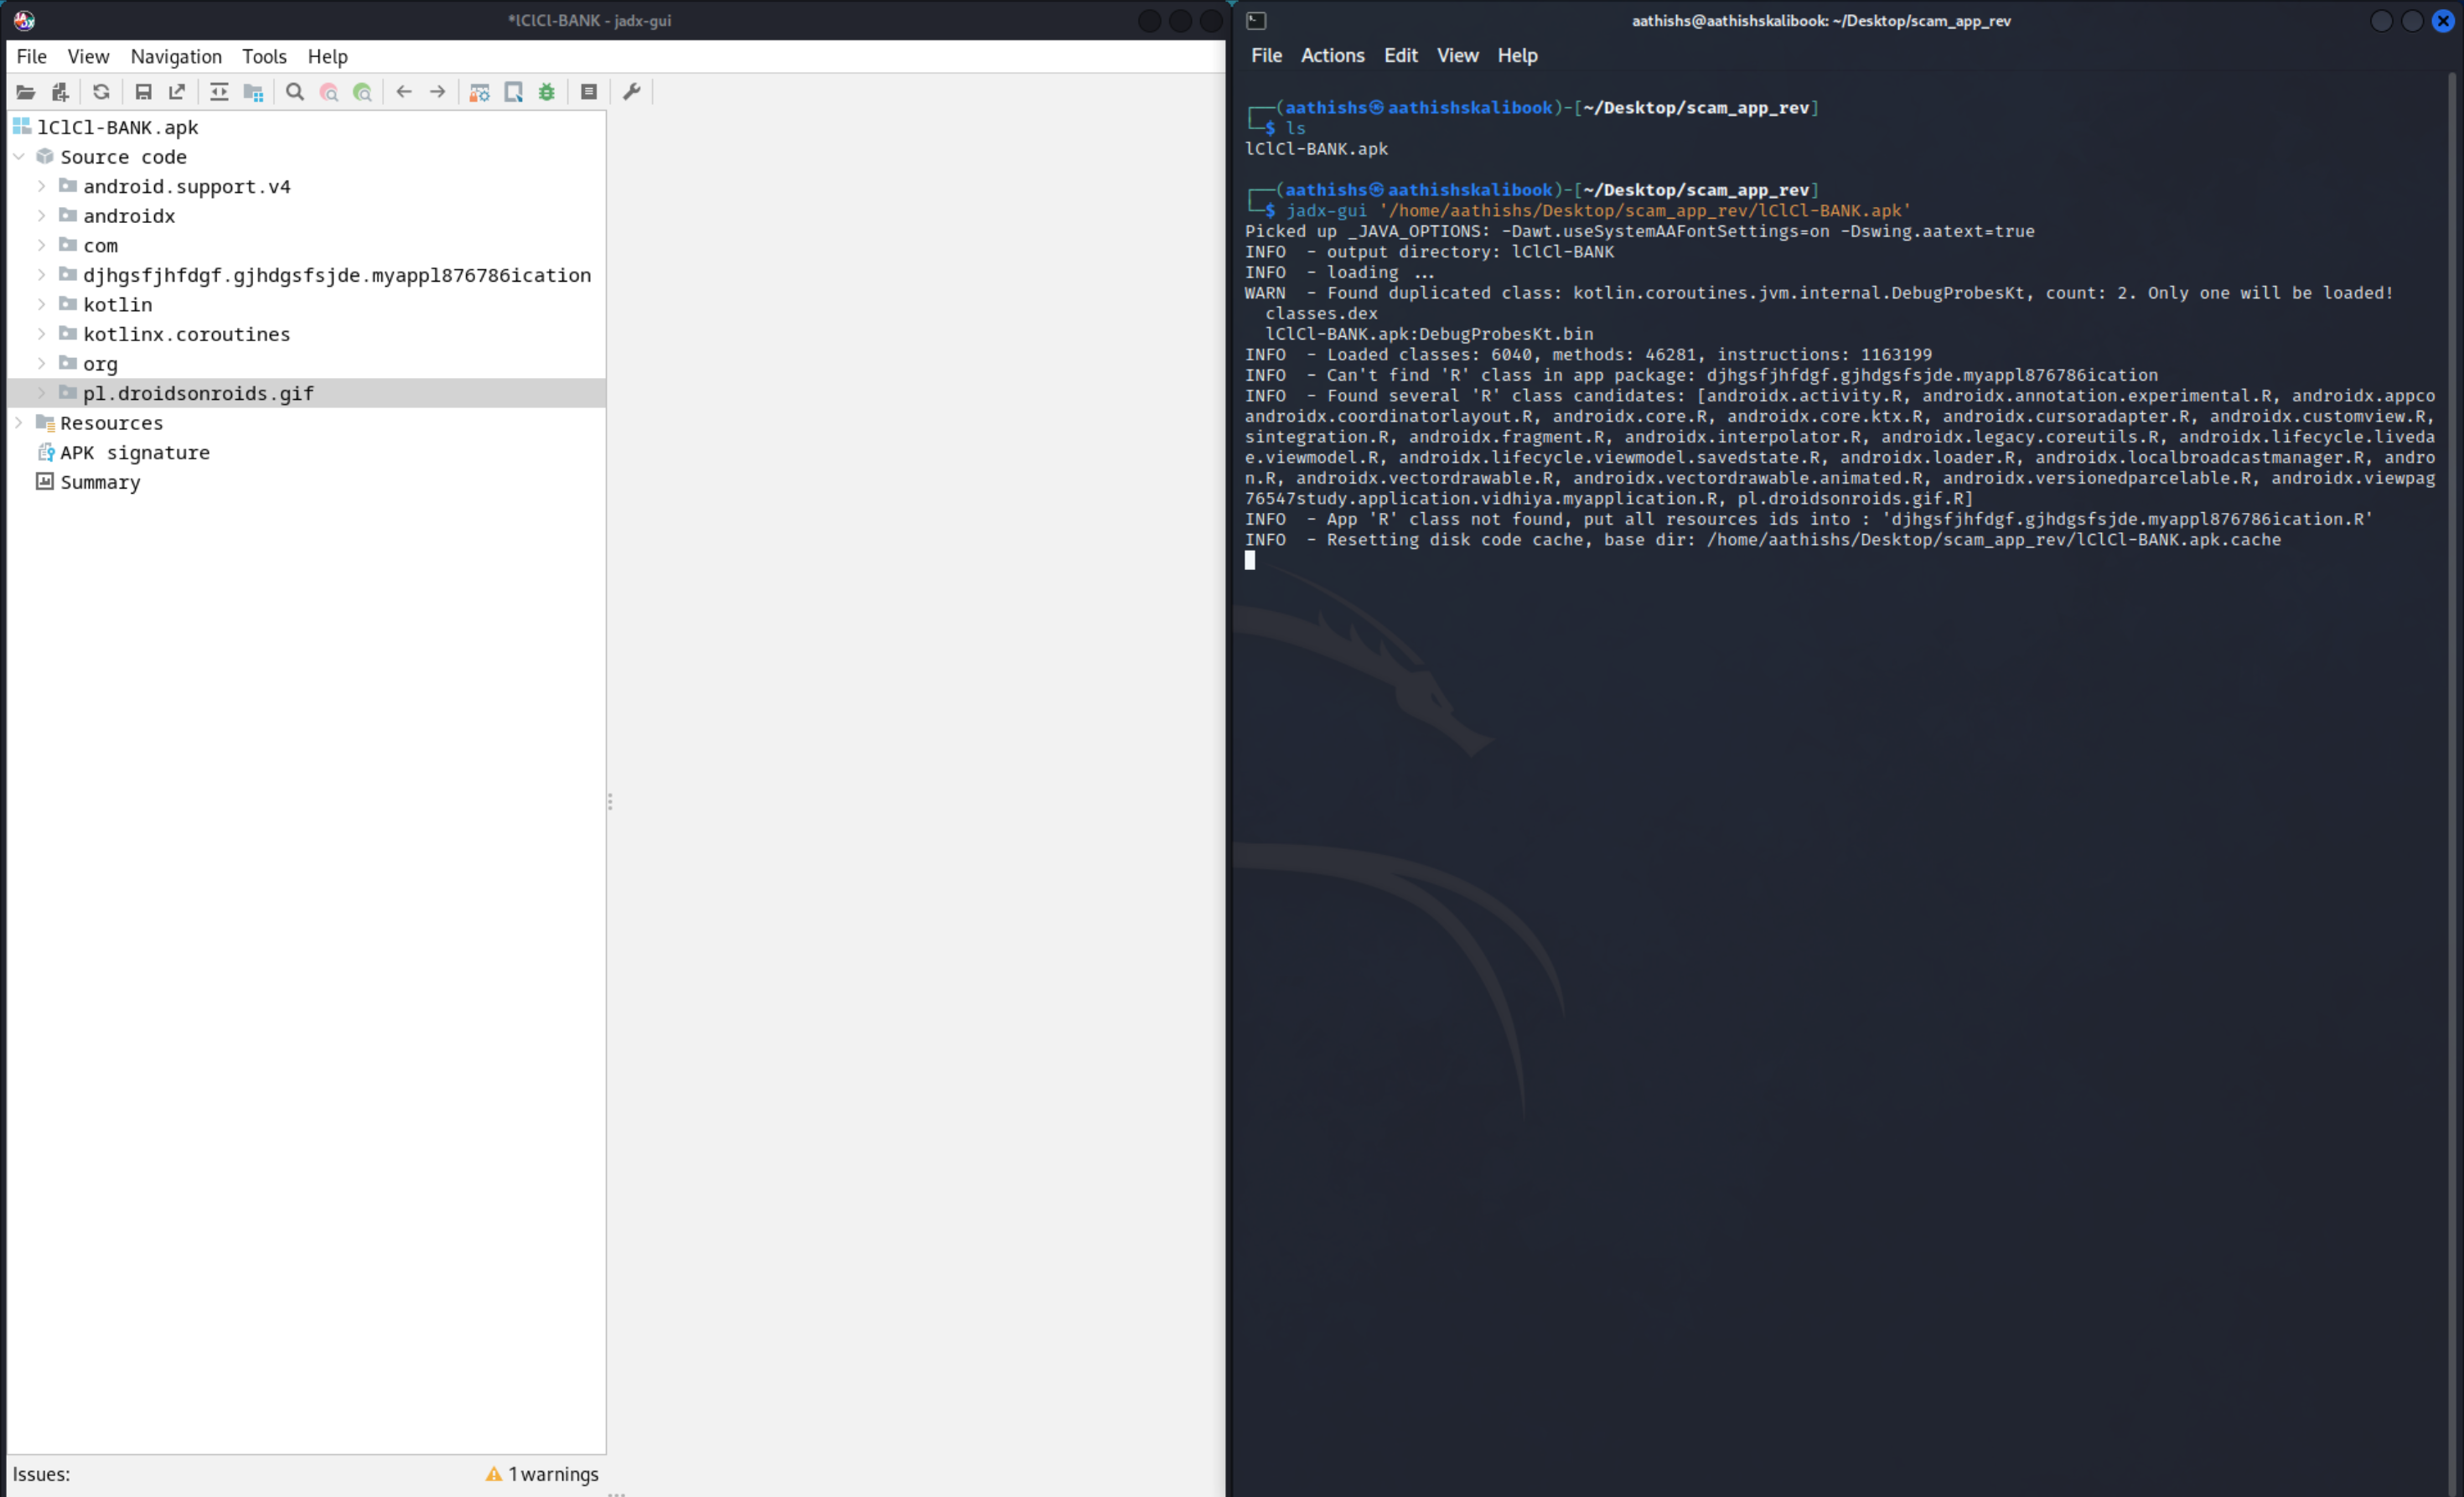 *lClCl-BANK - jadx-gui
File View Navigation Tools Help
lClCl-BANK.apk
Source code
android.support.v4
androidx
com
djhgsfjhfdgf.gjhdgsfsjde.myappl876786ication
kotlin
kotlinx.coroutines
org
pl.droidsonroids.gif
Resources
APK signature
Summary
Issues: 1 warnings
aathishs@aathishskalibook: ~/Desktop/scam_app_rev
File Actions Edit View Help
┌──(aathishs㉿aathishskalibook)-[~/Desktop/scam_app_rev]
└─$ ls
lClCl-BANK.apk
┌──(aathishs㉿aathishskalibook)-[~/Desktop/scam_app_rev]
└─$ jadx-gui '/home/aathishs/Desktop/scam_app_rev/lClCl-BANK.apk'
Picked up _JAVA_OPTIONS: -Dawt.useSystemAAFontSettings=on -Dswing.aatext=true
INFO - output directory: lClCl-BANK
INFO - loading ...
WARN - Found duplicated class: kotlin.coroutines.jvm.internal.DebugProbesKt, count: 2. Only one will be loaded!
classes.dex
lClCl-BANK.apk:DebugProbesKt.bin
INFO - Loaded classes: 6040, methods: 46281, instructions: 1163199
INFO - Can't find 'R' class in app package: djhgsfjhfdgf.gjhdgsfsjde.myappl876786ication
INFO - Found several 'R' class candidates: [androidx.activity.R, androidx.annotation.experimental.R, androidx.appco
androidx.coordinatorlayout.R, androidx.core.R, androidx.core.ktx.R, androidx.cursoradapter.R, androidx.customview.R,
sintegration.R, androidx.fragment.R, androidx.interpolator.R, androidx.legacy.coreutils.R, androidx.lifecycle.liveda
e.viewmodel.R, androidx.lifecycle.viewmodel.savedstate.R, androidx.loader.R, androidx.localbroadcastmanager.R, andro
n.R, androidx.vectordrawable.R, androidx.vectordrawable.animated.R, androidx.versionedparcelable.R, androidx.viewpag
76547study.application.vidhiya.myapplication.R, pl.droidsonroids.gif.R]
INFO - App 'R' class not found, put all resources ids into : 'djhgsfjhfdgf.gjhdgsfsjde.myappl876786ication.R'
INFO - Resetting disk code cache, base dir: /home/aathishs/Desktop/scam_app_rev/lClCl-BANK.apk.cache